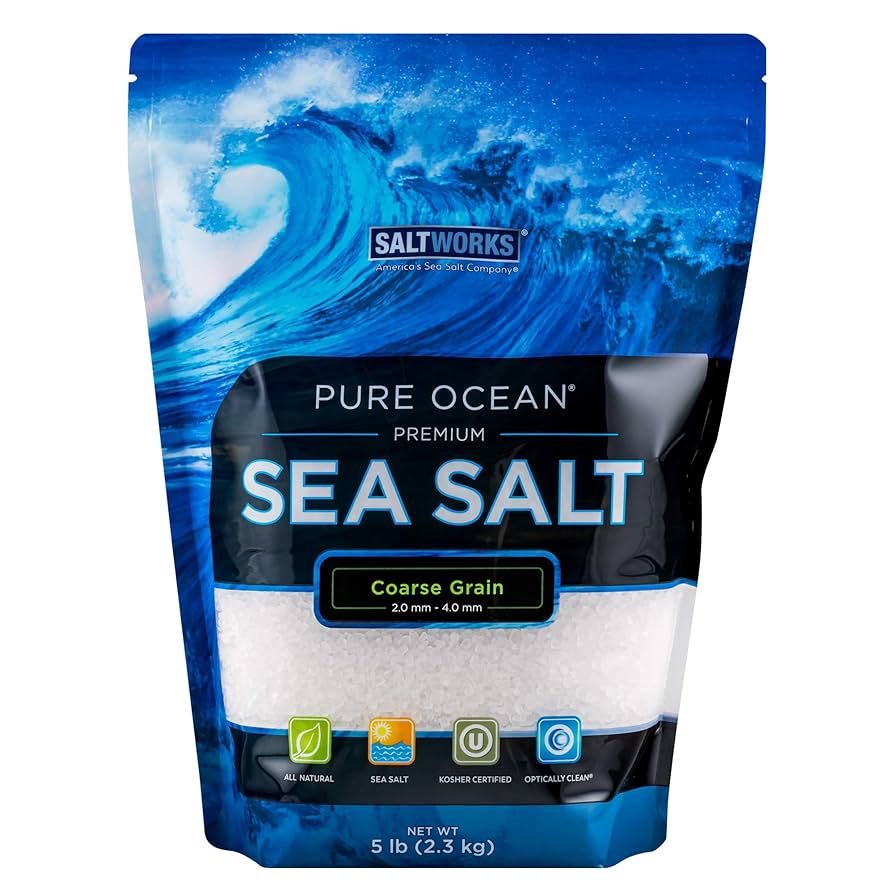 SALTWORKS®
America's Sea Salt Company®
PURE OCEAN®
PREMIUM
SEA SALT
Coarse Grain
2.0 mm - 4.0 mm
U
C
ALL NATURAL
SEA SALT
KOSHER CERTIFIED
OPTICALLY CLEAN®
NET WT
5 lb (2.3 kg)